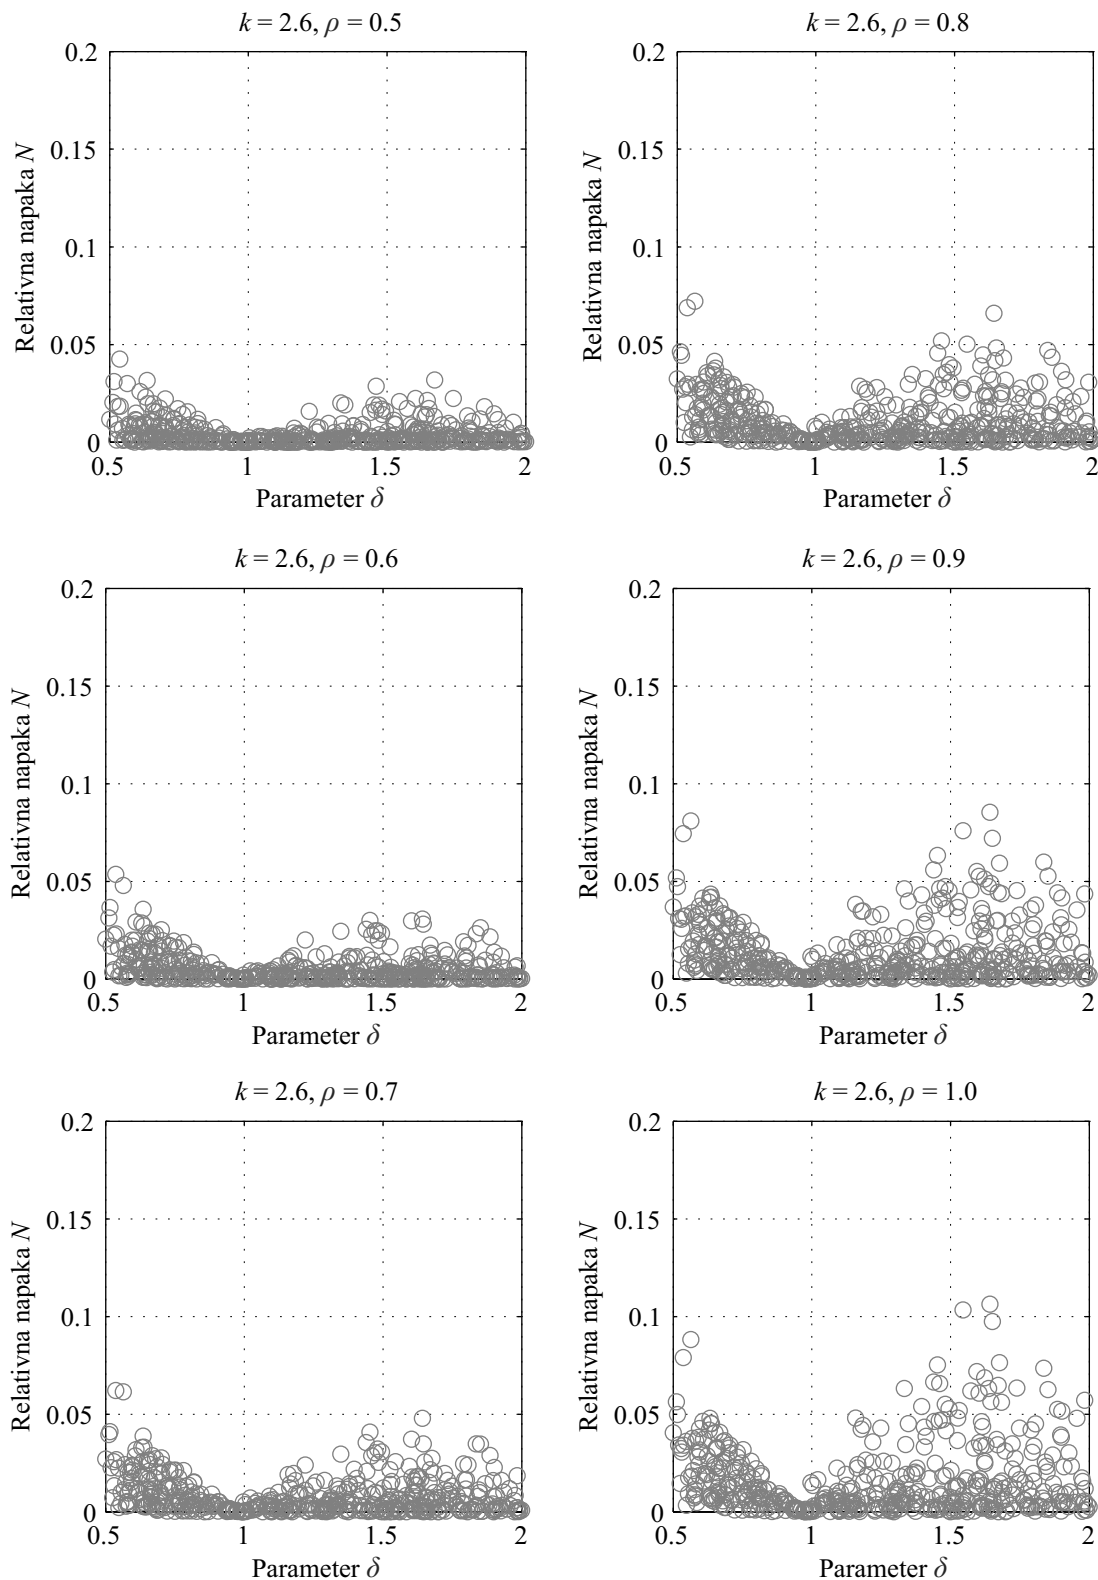 k = 2.6, ρ = 0.5
0.2
0.15
0.1
0.05
0
Relativna napaka N
0.5 1 1.5 2
Parameter δ
k = 2.6, ρ = 0.8
0.2
0.15
0.1
0.05
0
Relativna napaka N
0.5 1 1.5 2
Parameter δ
k = 2.6, ρ = 0.6
0.2
0.15
0.1
0.05
0
Relativna napaka N
0.5 1 1.5 2
Parameter δ
k = 2.6, ρ = 0.9
0.2
0.15
0.1
0.05
0
Relativna napaka N
0.5 1 1.5 2
Parameter δ
k = 2.6, ρ = 0.7
0.2
0.15
0.1
0.05
0
Relativna napaka N
0.5 1 1.5 2
Parameter δ
k = 2.6, ρ = 1.0
0.2
0.15
0.1
0.05
0
Relativna napaka N
0.5 1 1.5 2
Parameter δ